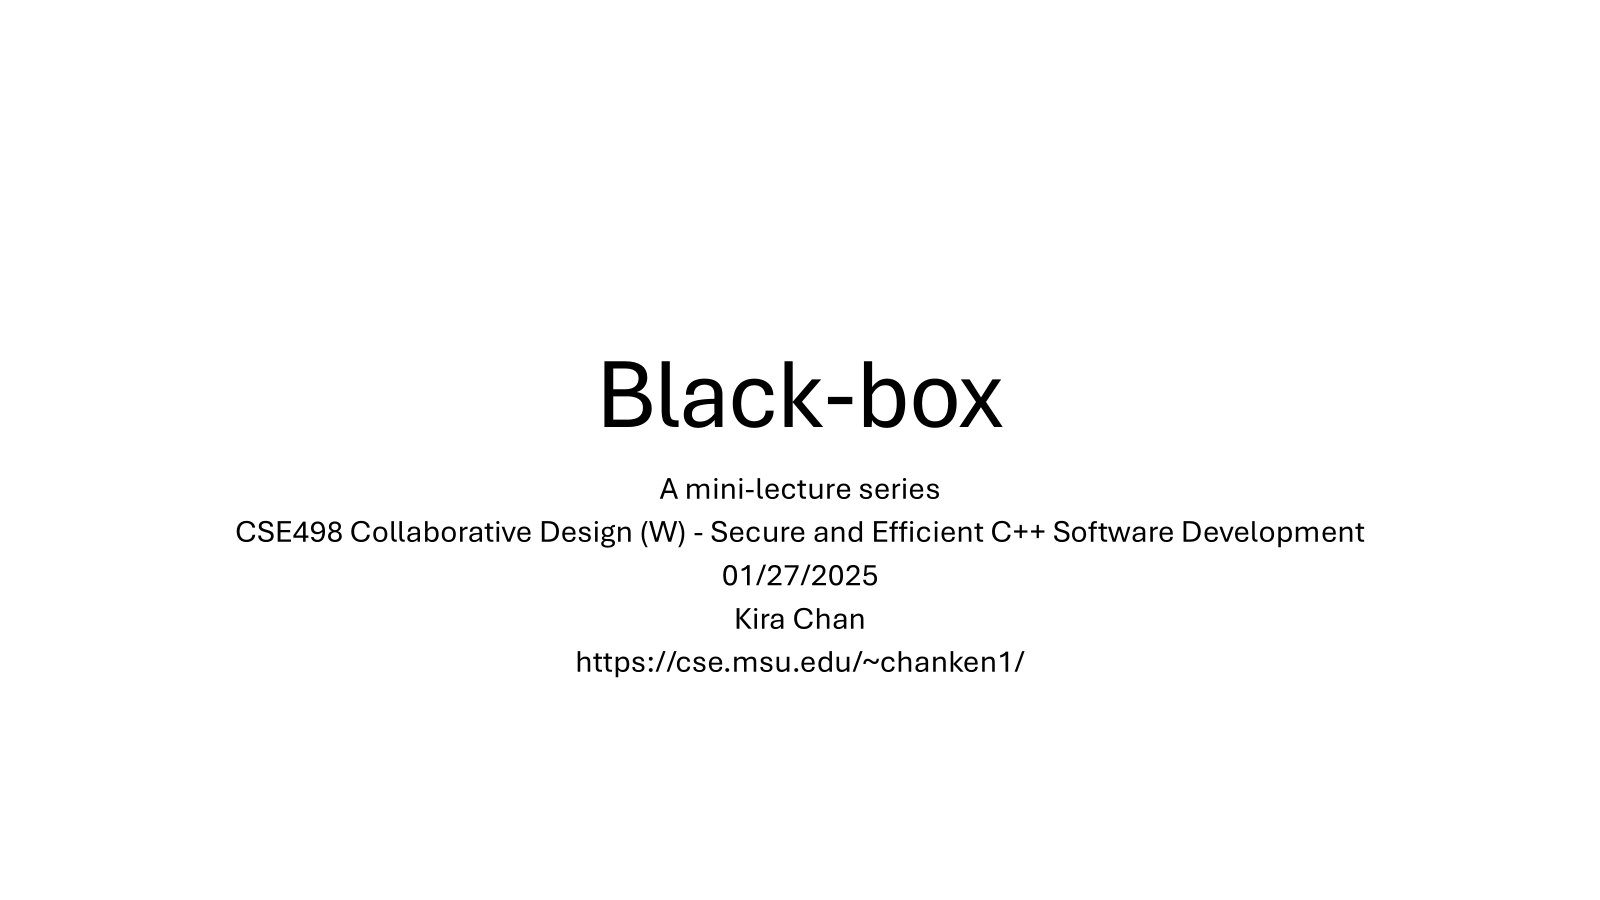 Black-box
A mini-lecture series
CSE498 Collaborative Design (W) - Secure and Efficient C++ Software Development
01/27/2025
Kira Chan
https://cse.msu.edu/~chanken1/